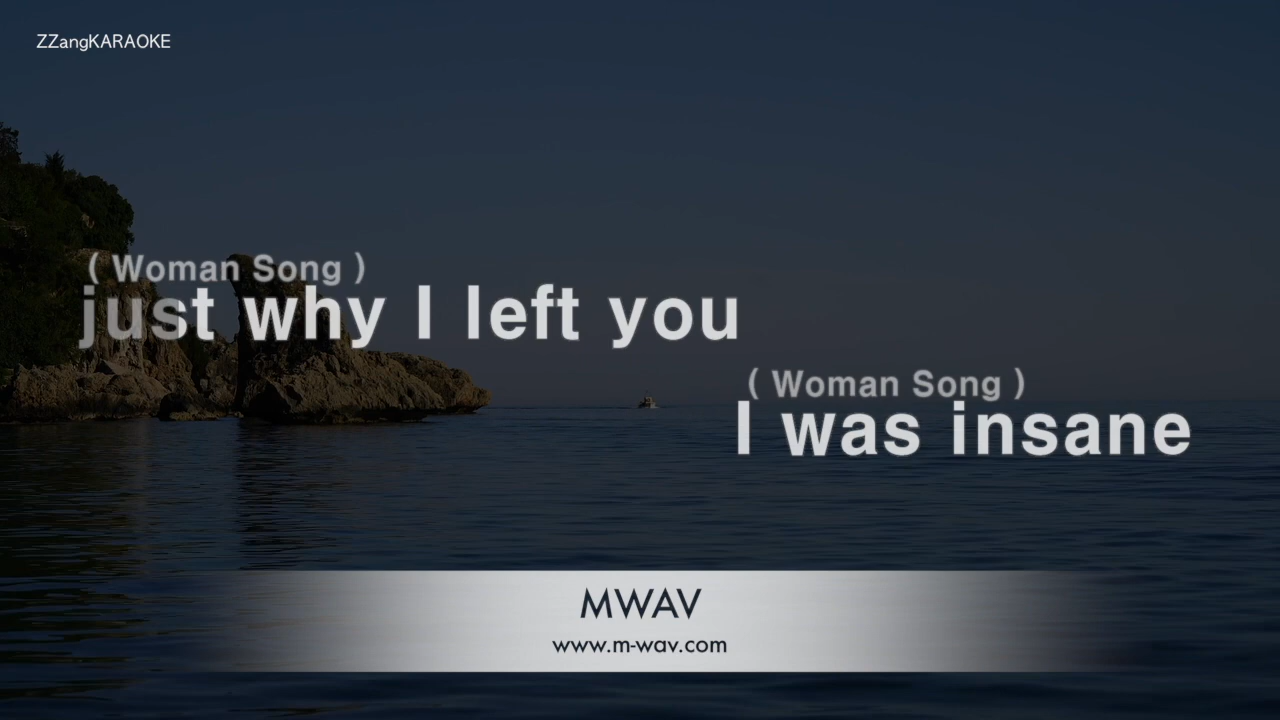 ZZangKARAOKE
( Woman Song )
just why I left you
( Woman Song )
I was insane
MWAV
www.m-wav.com